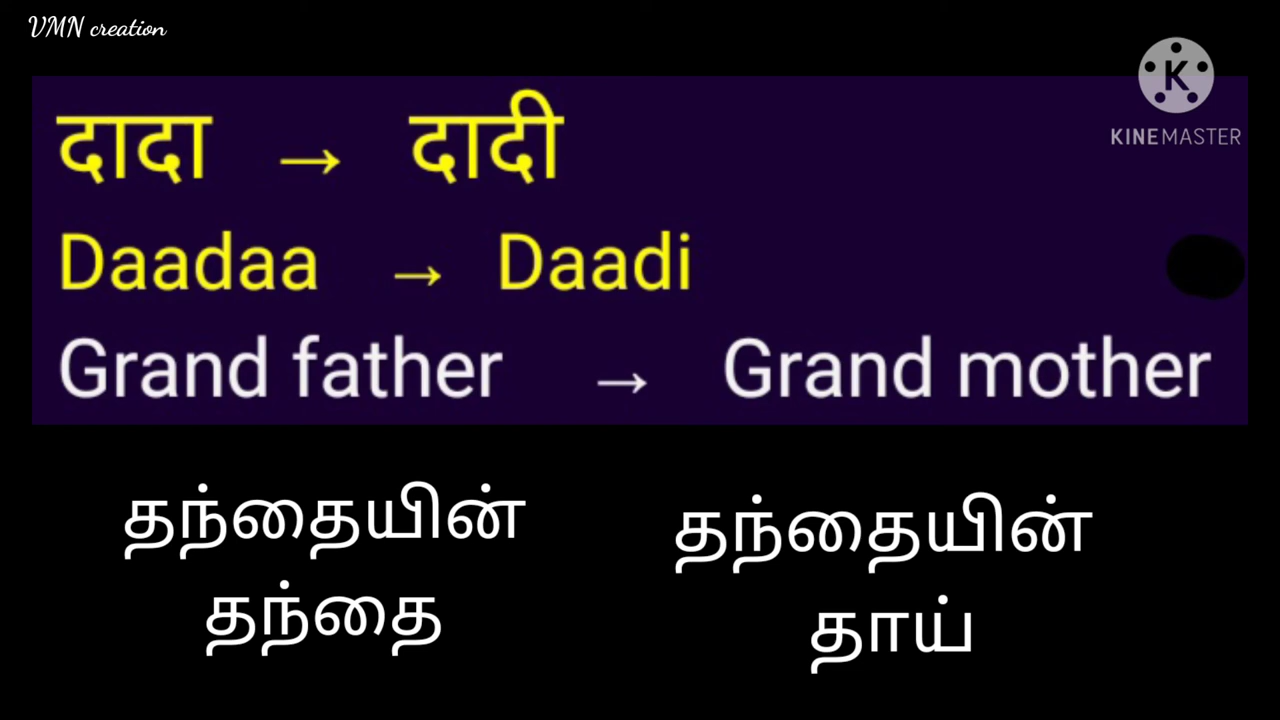 VMN creation
KINEMASTER
दादा → दादी
Daadaa → Daadi
Grand father → Grand mother
தந்தையின் தந்தை
தந்தையின் தாய்